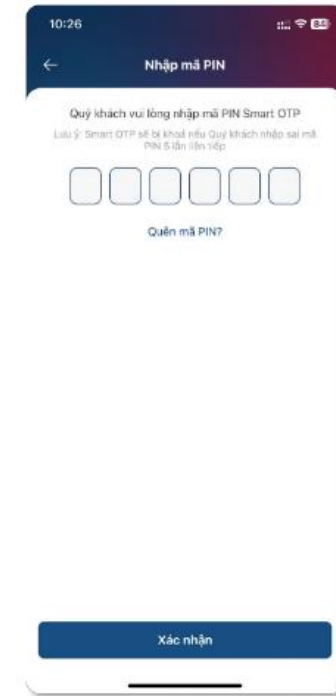 10:26
84
Nhập mã PIN
Quý khách vui lòng nhập mã PIN Smart OTP
Lưu ý: Smart OTP sẽ bị khoá nếu Quý khách nhập sai mã
PIN 5 lần liên tiếp
Quên mã PIN?
Xác nhận